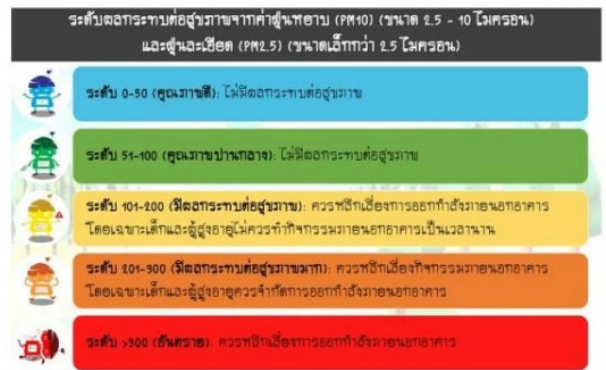 ระดับผลกระทบต่อสุขภาพจากค่าฝุ่นหยาบ (PM10) (ขนาด 2.5 - 10 ไมครอน)
และฝุ่นละเอียด (PM2.5) (ขนาดเล็กกว่า 2.5 ไมครอน)
ระดับ 0-50 (คุณภาพดี): ไม่มีผลกระทบต่อสุขภาพ
ระดับ 51-100 (คุณภาพปานกลาง): ไม่มีผลกระทบต่อสุขภาพ
ระดับ 101-200 (มีผลกระทบต่อสุขภาพ): ควรหลีกเลี่ยงการออกกำลังภายนอกอาคาร
โดยเฉพาะเด็กและผู้สูงอายุไม่ควรทำกิจกรรมภายนอกอาคารเป็นเวลานาน
ระดับ 201-300 (มีผลกระทบต่อสุขภาพมาก): ควรหลีกเลี่ยงกิจกรรมภายนอกอาคาร
โดยเฉพาะเด็กและผู้สูงอายุควรจำกัดการออกกำลังภายนอกอาคาร
ระดับ >300 (อันตราย): ควรหลีกเลี่ยงการออกกำลังภายนอกอาคาร